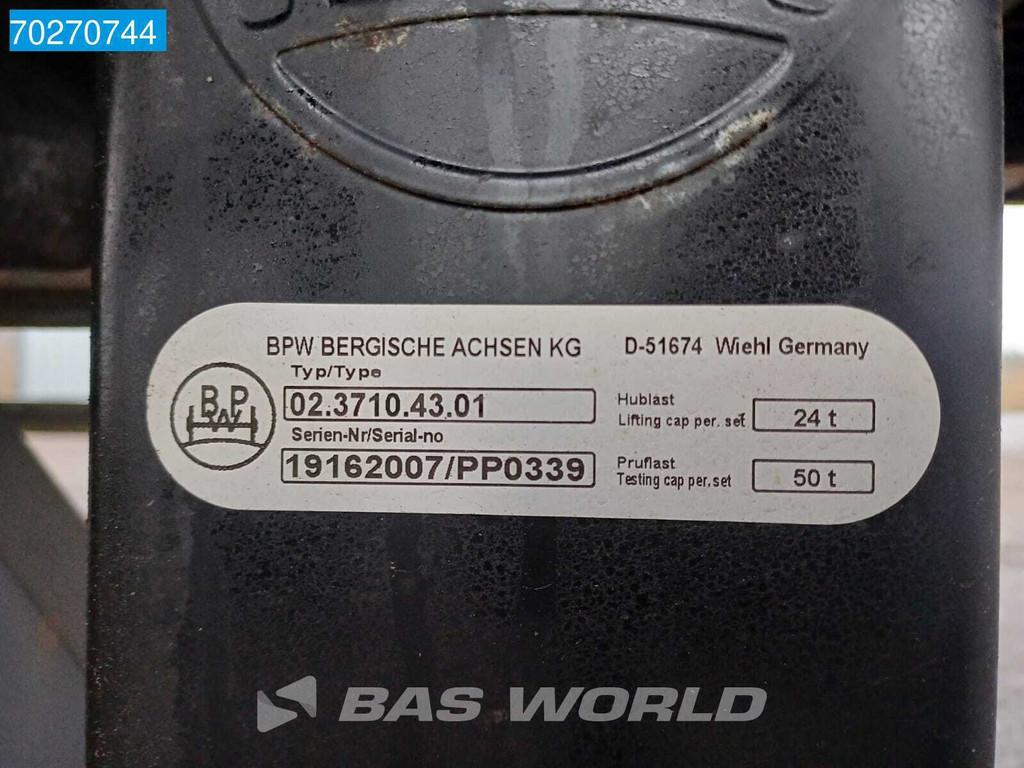 70270744
BPW BERGISCHE ACHSEN KG D-51674 Wiehl Germany
Typ/Type
BPW
02.3710.43.01
Hublast
Lifting cap per. set 24 t
Serien-Nr/Serial-no
19162007/PP0339
Pruflast
Testing cap per.set 50 t
BAS WORLD